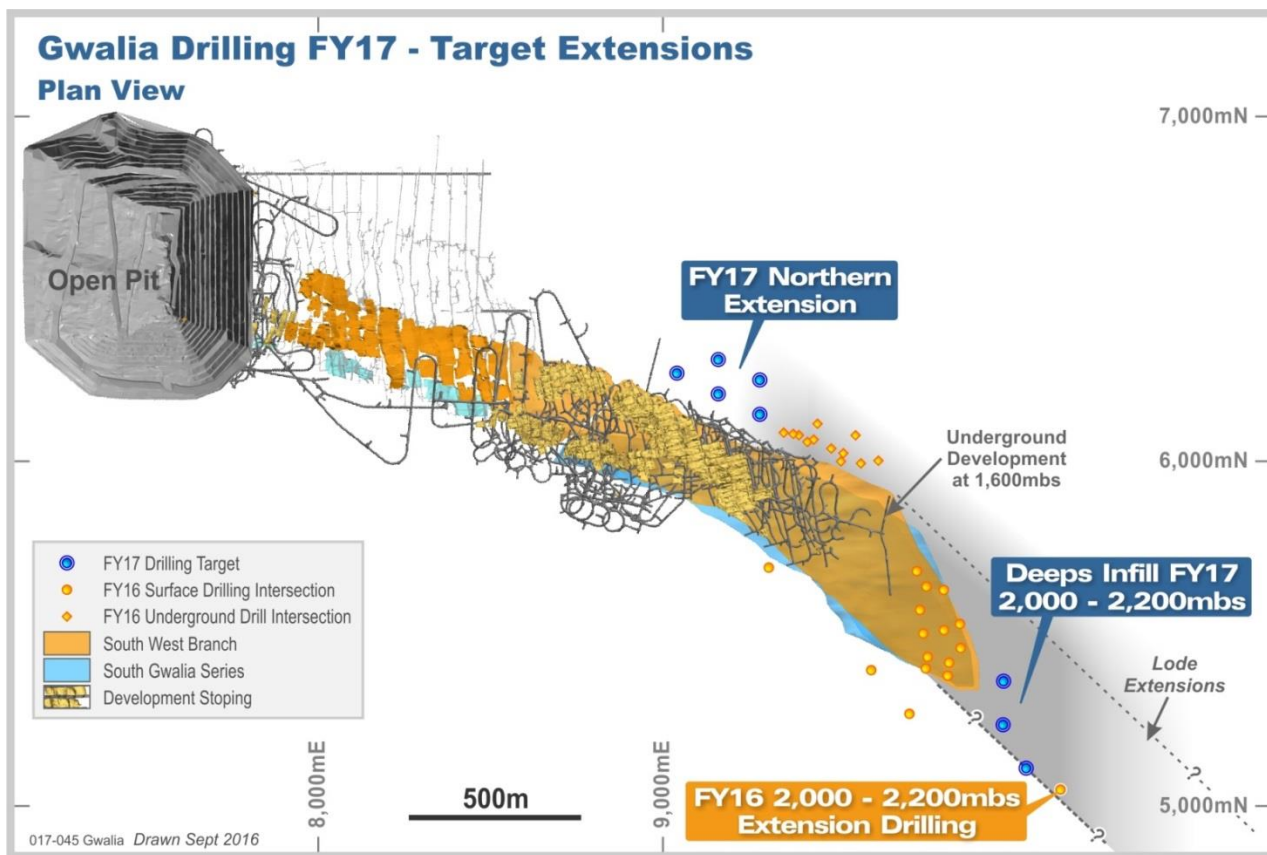 Gwalia Drilling FY17 - Target Extensions
Plan View
7,000mN
Open Pit
FY17 Northern
Extension
Underground
Development
at 1,600mbs
6,000mN
FY17 Drilling Target
FY16 Surface Drilling Intersection
FY16 Underground Drill Intersection
South West Branch
South Gwalia Series
Development Stoping
Deeps Infill FY17
2,000 - 2,200mbs
Lode
Extensions
?
?
8,000mE
9,000mE
500m
FY16 2,000 - 2,200mbs
Extension Drilling
5,000mN
?
017-045 Gwalia Drawn Sept 2016